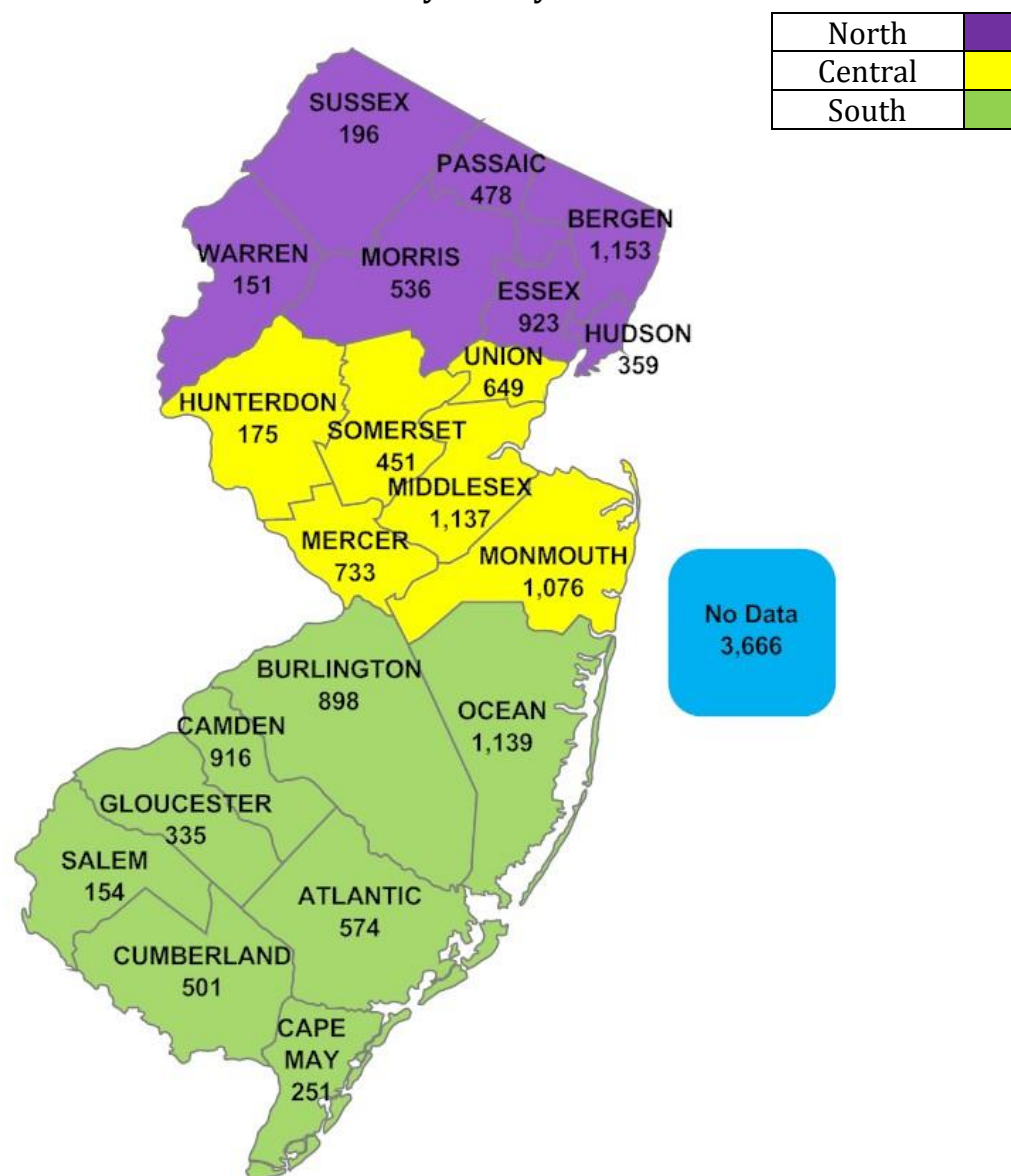 North
Central
South
SUSSEX
196
PASSAIC
478
BERGEN
1,153
WARREN
151
MORRIS
536
ESSEX
923
HUDSON
359
UNION
649
HUNTERDON
175
SOMERSET
451
MIDDLESEX
1,137
MERCER
733
MONMOUTH
1,076
No Data
3,666
BURLINGTON
898
OCEAN
1,139
CAMDEN
916
GLOUCESTER
335
SALEM
154
ATLANTIC
574
CUMBERLAND
501
CAPE
MAY
251